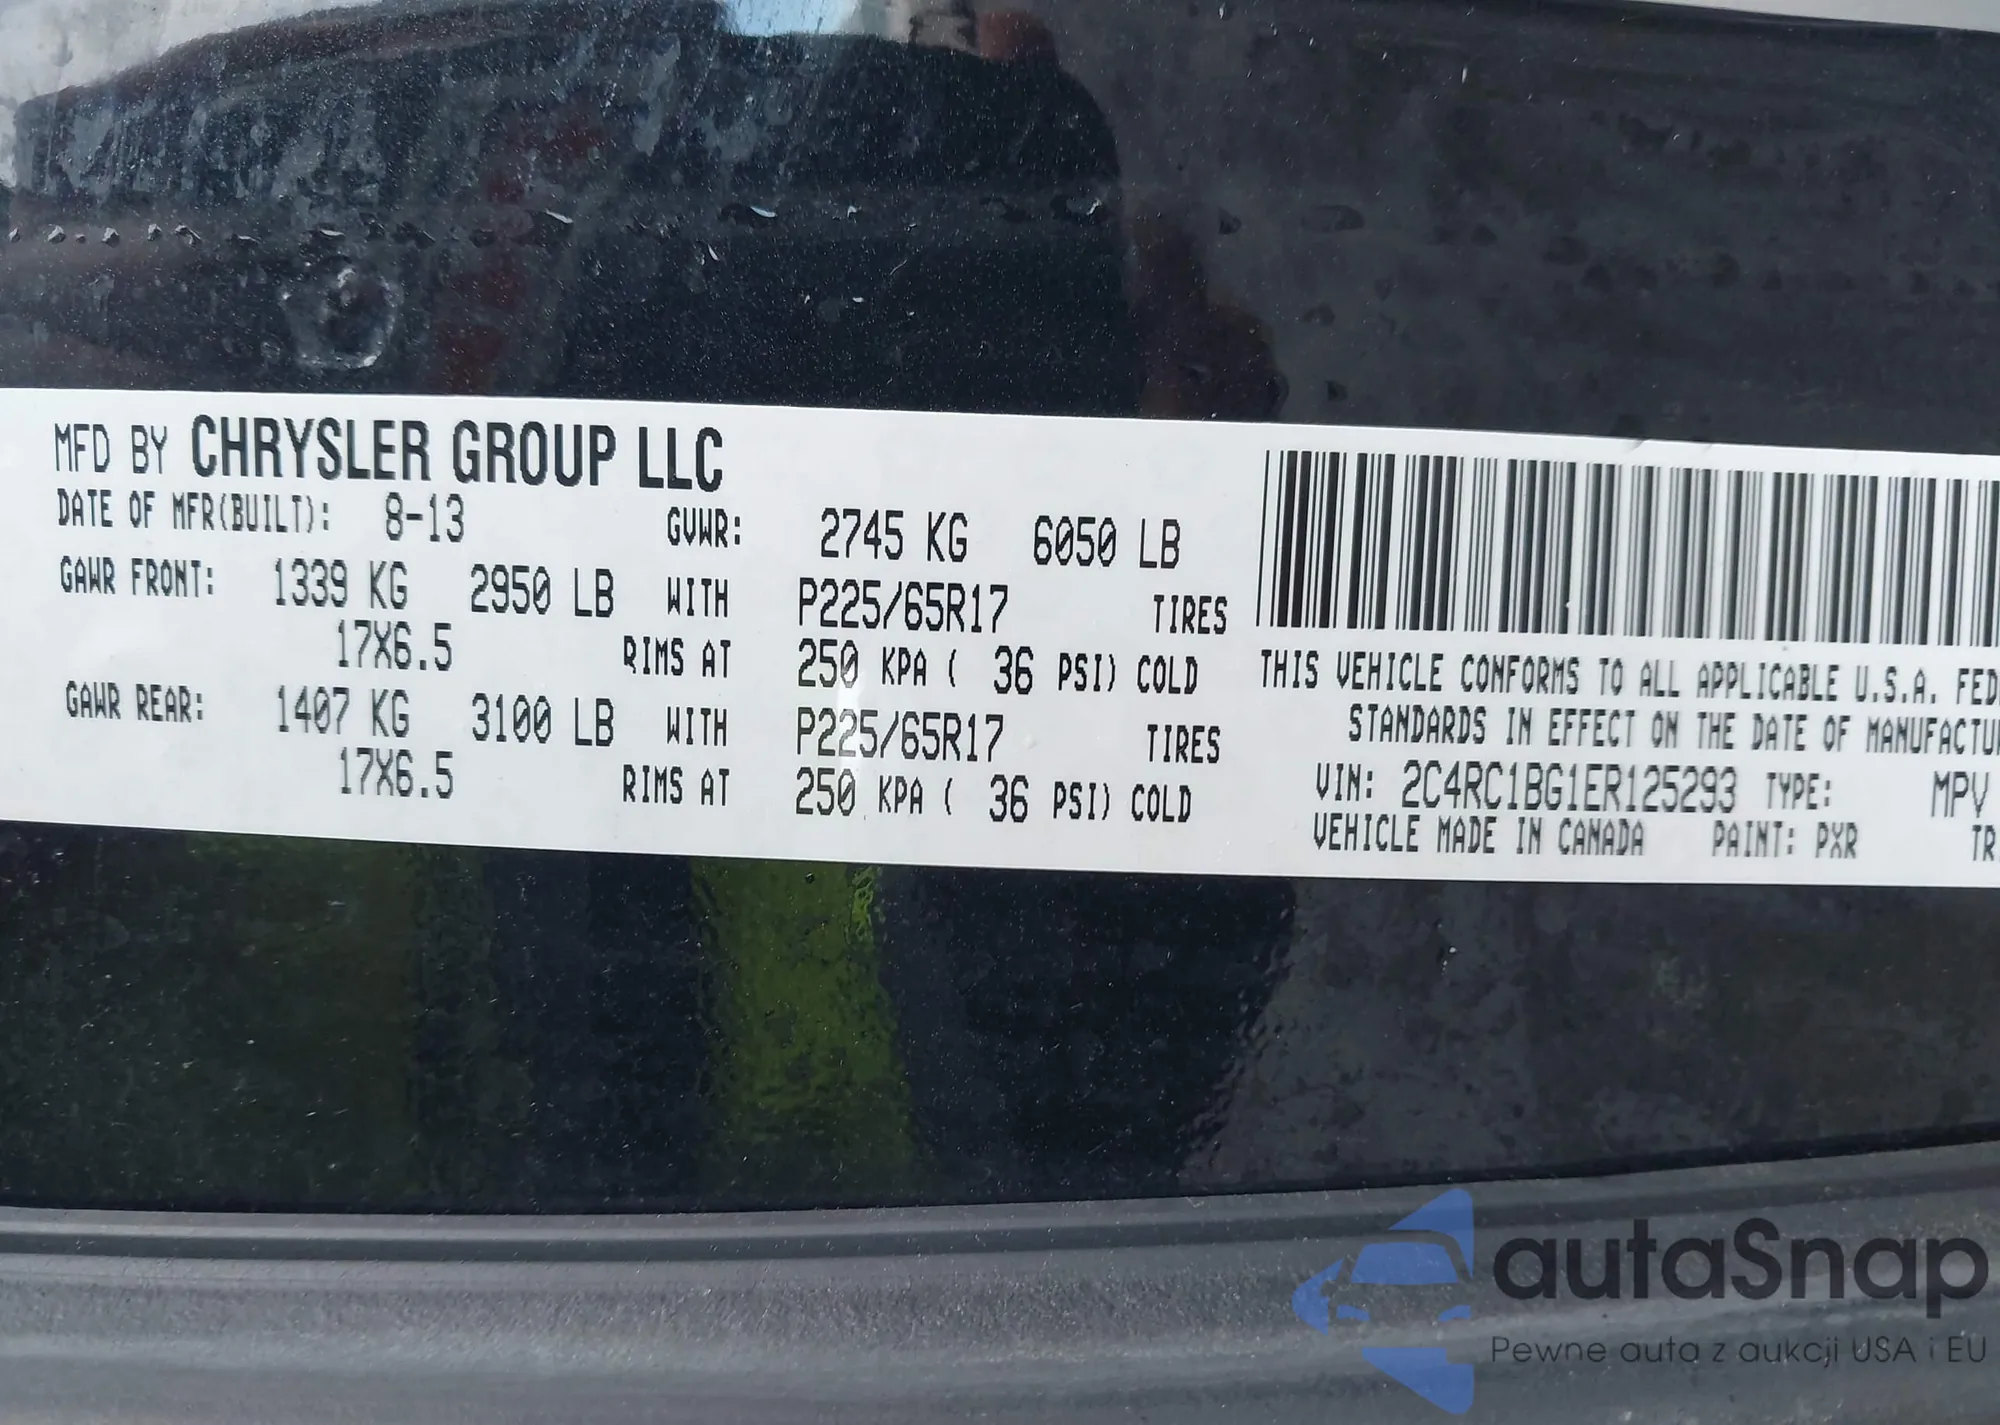 MFD BY CHRYSLER GROUP LLC
DATE OF MFR(BUILT): 8-13 GVWR: 2745 KG 6050 LB
GAWR FRONT: 1339 KG 2950 LB WITH P225/65R17 TIRES
17X6.5 RIMS AT 250 KPA ( 36 PSI) COLD
GAWR REAR: 1407 KG 3100 LB WITH P225/65R17 TIRES
17X6.5 RIMS AT 250 KPA ( 36 PSI) COLD
THIS VEHICLE CONFORMS TO ALL APPLICABLE U.S.A. FED
STANDARDS IN EFFECT ON THE DATE OF MANUFACTU
VIN: 2C4RC1BG1ER125293 TYPE: MPV
VEHICLE MADE IN CANADA PAINT: PXR TR
autaSnap
Pewne auta z aukcji USA i EU